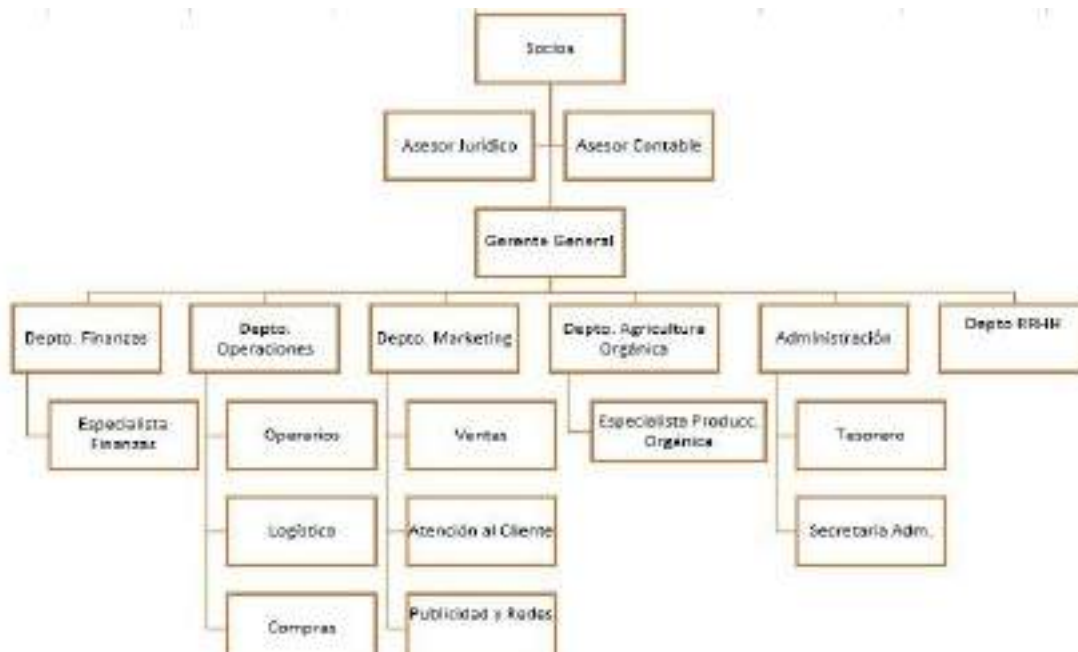 Socios
Asesor Jurídico
Asesor Contable
Gerente General
Depto. Finanzas
Depto.
Operaciones
Depto. Marketing
Depto. Agricultura
Orgánica
Administración
Depto RRHH
Especialista
Finanzas
Operarios
Ventas
Especialista Producc.
Orgánica
Tesorero
Logístico
Atención al Cliente
Secretaria Adm.
Compras
Publicidad y Redes